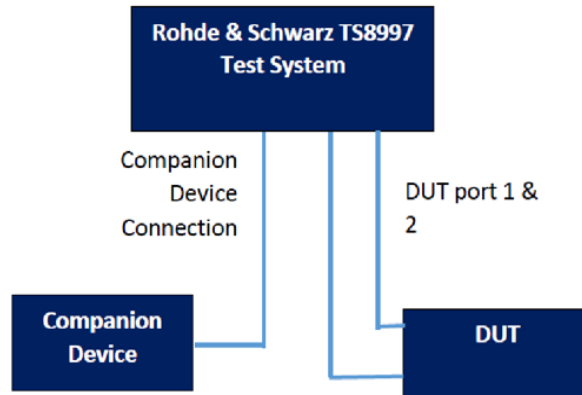 Rohde & Schwarz TS8997
Test System
Companion
Device
Connection
DUT port 1 &
2
Companion
Device
DUT